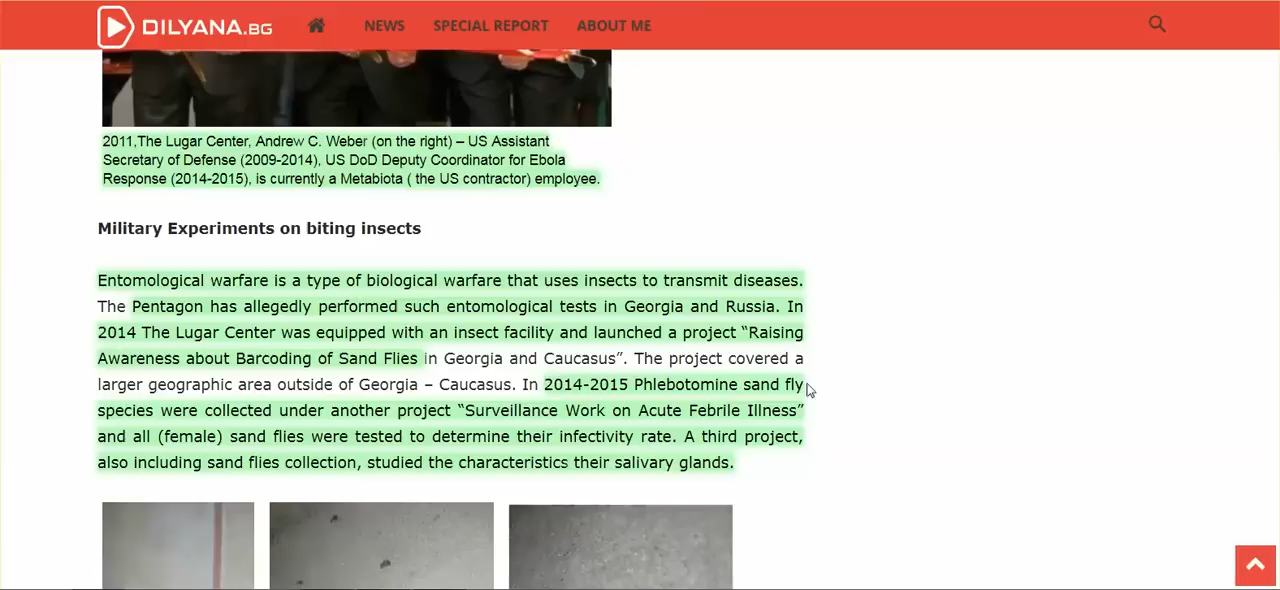 DILYANA.BG
NEWS SPECIAL REPORT ABOUT ME
2011,The Lugar Center, Andrew C. Weber (on the right) – US Assistant
Secretary of Defense (2009-2014), US DoD Deputy Coordinator for Ebola
Response (2014-2015), is currently a Metabiota ( the US contractor) employee.
Military Experiments on biting insects
Entomological warfare is a type of biological warfare that uses insects to transmit diseases.
The Pentagon has allegedly performed such entomological tests in Georgia and Russia. In
2014 The Lugar Center was equipped with an insect facility and launched a project “Raising
Awareness about Barcoding of Sand Flies in Georgia and Caucasus”. The project covered a
larger geographic area outside of Georgia – Caucasus. In 2014-2015 Phlebotomine sand fly
species were collected under another project “Surveillance Work on Acute Febrile Illness”
and all (female) sand flies were tested to determine their infectivity rate. A third project,
also including sand flies collection, studied the characteristics their salivary glands.